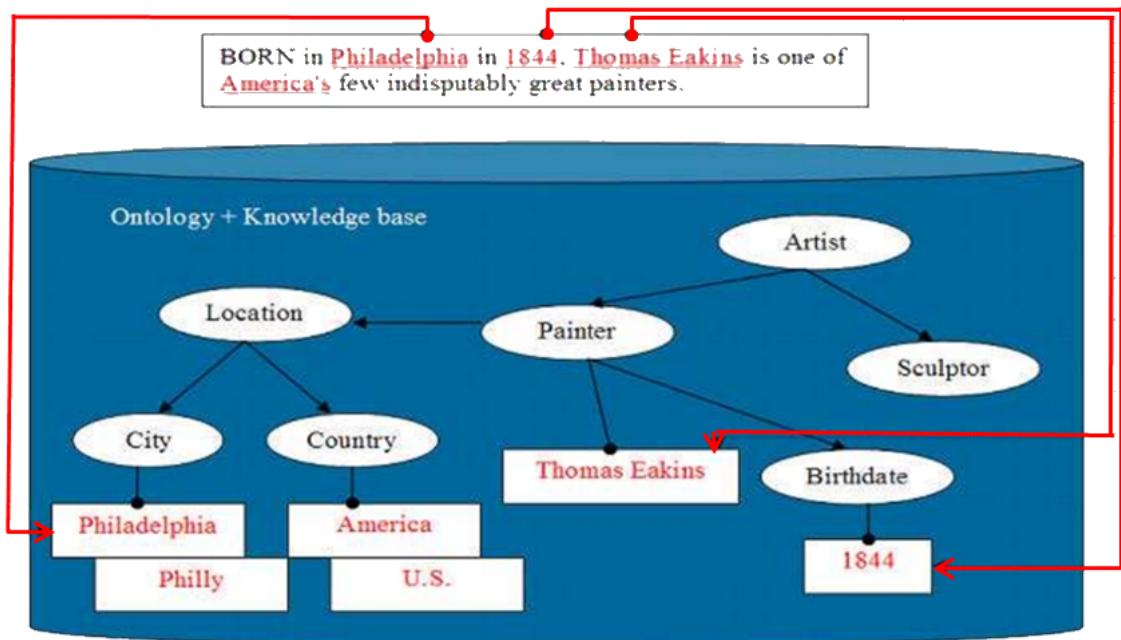 BORN in Philadelphia in 1844. Thomas Eakins is one of
America's few indisputably great painters.
Ontology + Knowledge base
Artist
Location
Painter
Sculptor
City
Country
Thomas Eakins
Birthdate
Philadelphia
America
1844
Philly
U.S.